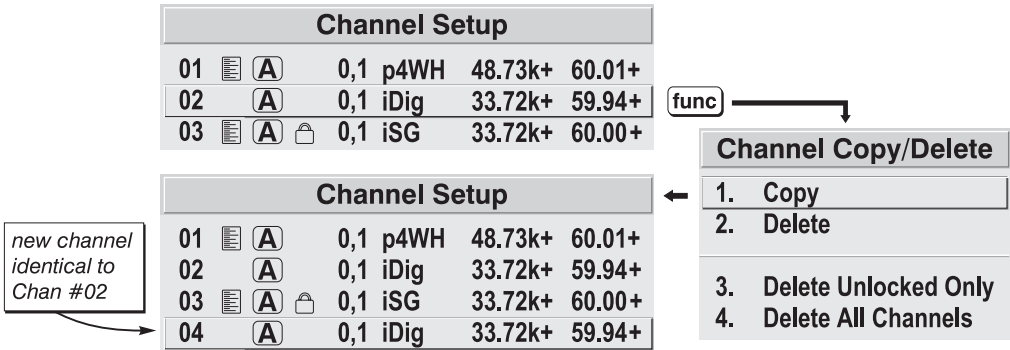 Channel Setup
01 A 0,1 p4WH 48.73k+ 60.01+
02 A 0,1 iDig 33.72k+ 59.94+
03 A 0,1 iSG 33.72k+ 60.00+
func
Channel Copy/Delete
1. Copy
2. Delete
3. Delete Unlocked Only
4. Delete All Channels
Channel Setup
01 A 0,1 p4WH 48.73k+ 60.01+
02 A 0,1 iDig 33.72k+ 59.94+
03 A 0,1 iSG 33.72k+ 60.00+
04 A 0,1 iDig 33.72k+ 59.94+
new channel
identical to
Chan #02